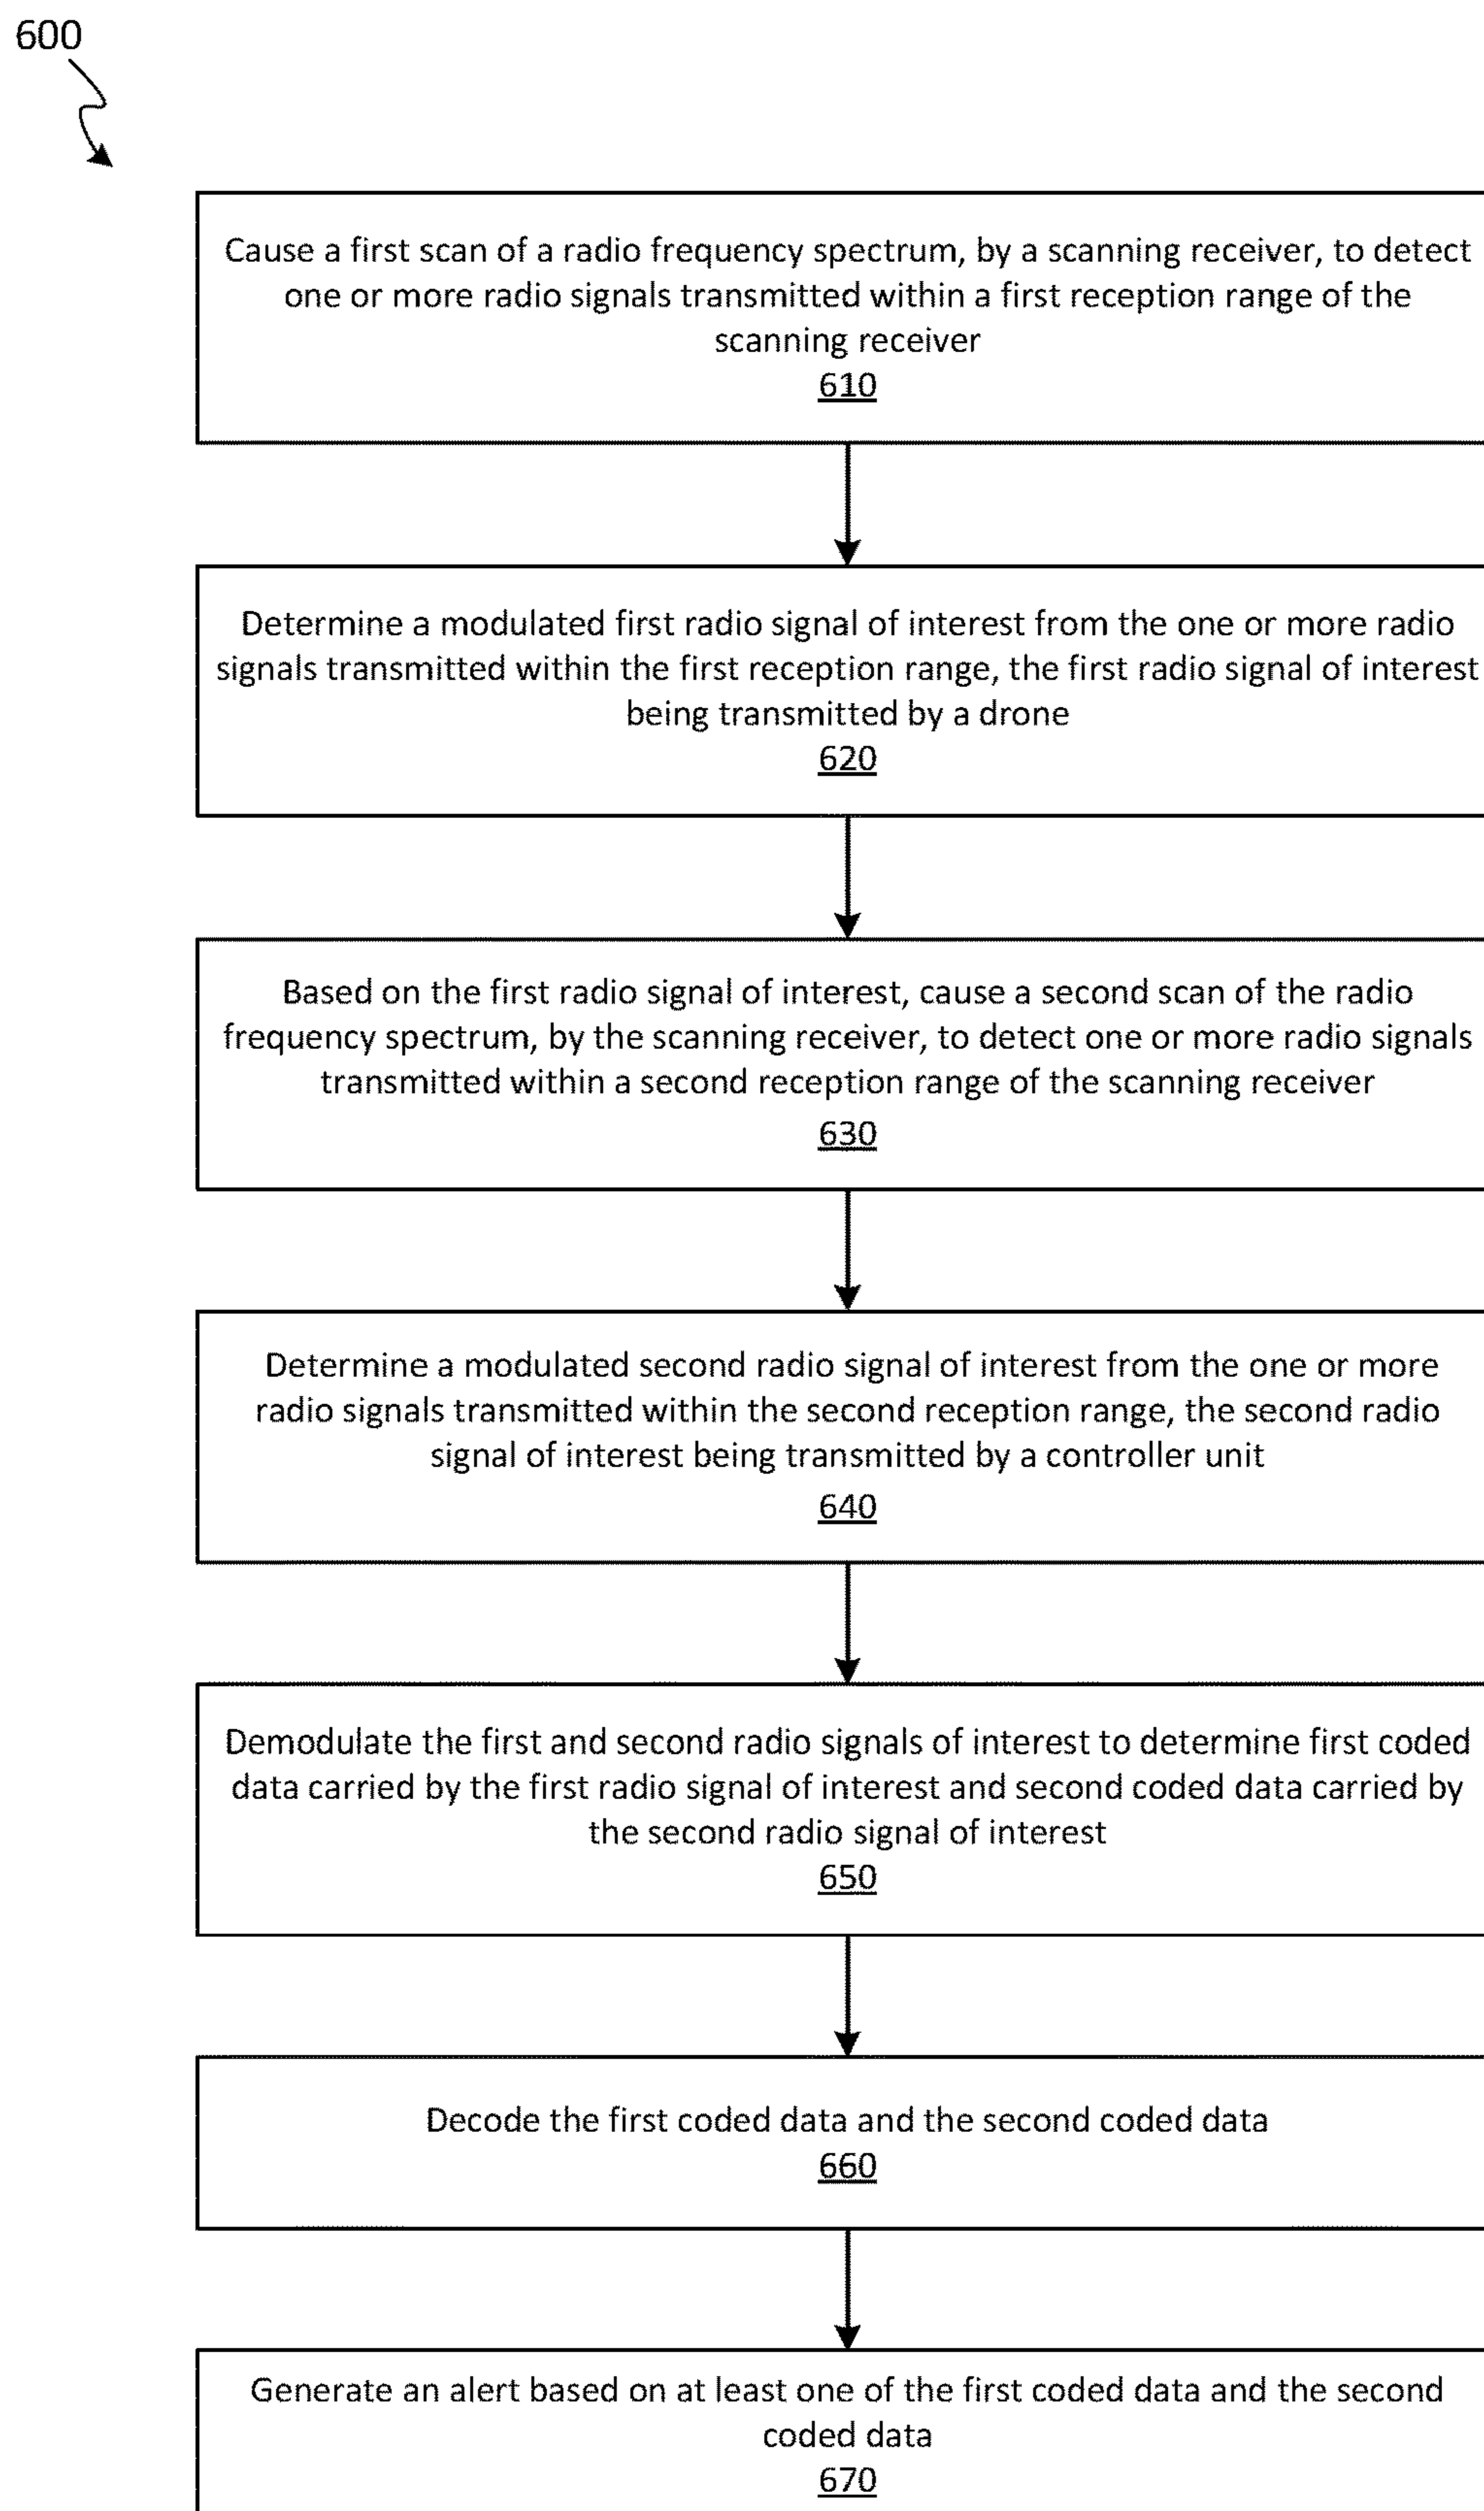 600
Cause a first scan of a radio frequency spectrum, by a scanning receiver, to detect
one or more radio signals transmitted within a first reception range of the
scanning receiver
610
Determine a modulated first radio signal of interest from the one or more radio
signals transmitted within the first reception range, the first radio signal of interest
being transmitted by a drone
620
Based on the first radio signal of interest, cause a second scan of the radio
frequency spectrum, by the scanning receiver, to detect one or more radio signals
transmitted within a second reception range of the scanning receiver
630
Determine a modulated second radio signal of interest from the one or more
radio signals transmitted within the second reception range, the second radio
signal of interest being transmitted by a controller unit
640
Demodulate the first and second radio signals of interest to determine first coded
data carried by the first radio signal of interest and second coded data carried by
the second radio signal of interest
650
Decode the first coded data and the second coded data
660
Generate an alert based on at least one of the first coded data and the second
coded data
670